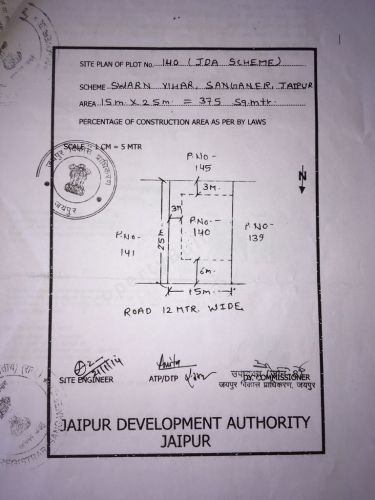 SITE PLAN OF PLOT No. 140 (JDA SCHEME)
SCHEME SWARN VIHAR, SANGANER, JAIPUR
AREA 15m X 25m. = 375 Sq.mtr.
PERCENTAGE OF CONSTRUCTION AREA AS PER BY LAWS
SCALE : 1 CM = 5 MTR
जयपुर विकास प्राधिकरण
जयपुर
P.NO-
145
3M.
N
3M
P.NO-
140
P.NO-
141
25M
P.NO-
139
6M.
15m.
ROAD 12 MTR. WIDE
SITE ENGINEER
ATP/DTP
DY. COMMISSIONER
जयपुर विकास प्राधिकरण, जयपुर
JAIPUR DEVELOPMENT AUTHORITY
JAIPUR